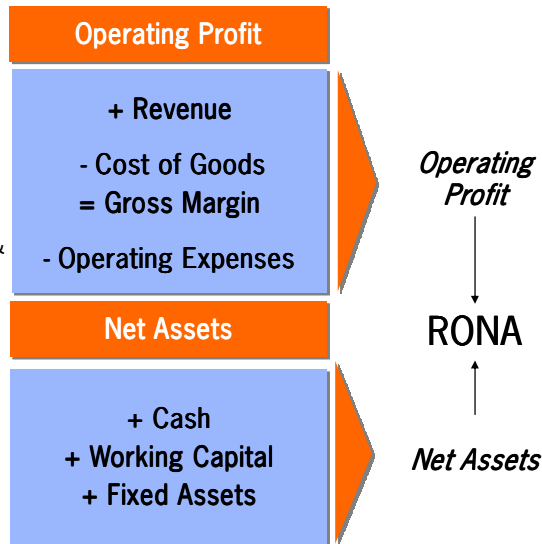 Operating Profit
+ Revenue
- Cost of Goods
= Gross Margin
- Operating Expenses
&
Operating
Profit
RONA
Net Assets
+ Cash
+ Working Capital
+ Fixed Assets
Net Assets